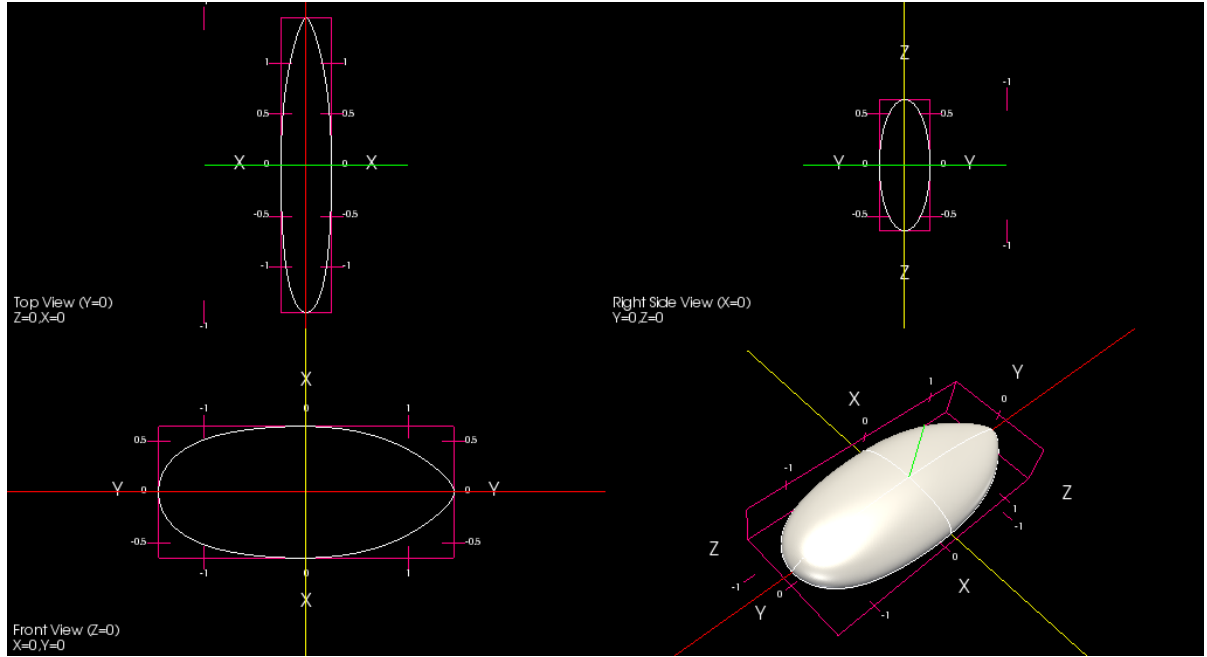 -1
1 1
0.5 0.5
X 0 0 X
-0.5 -0.5
-1 -1
-1
Top View (Y=0)
Z=0,X=0
Z
-1
0.5 0.5
Y 0 0 Y
-0.5 -0.5
-1
Z
Right Side View (X=0)
Y=0,Z=0
X
-1 0 1
0.5 0.5
Y 0 0 Y
-0.5 -0.5
-1 0 1
X
Front View (Z=0)
X=0,Y=0
Y
1
X 0
0
-1
Z
1
-1
Z 0
-1 X
0
Y -1